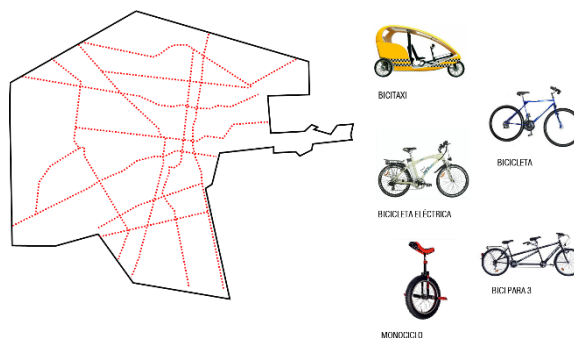 BICITAXI
BICICLETA
BICICLETA ELÉCTRICA
BICI PARA 3
MONOCICLO